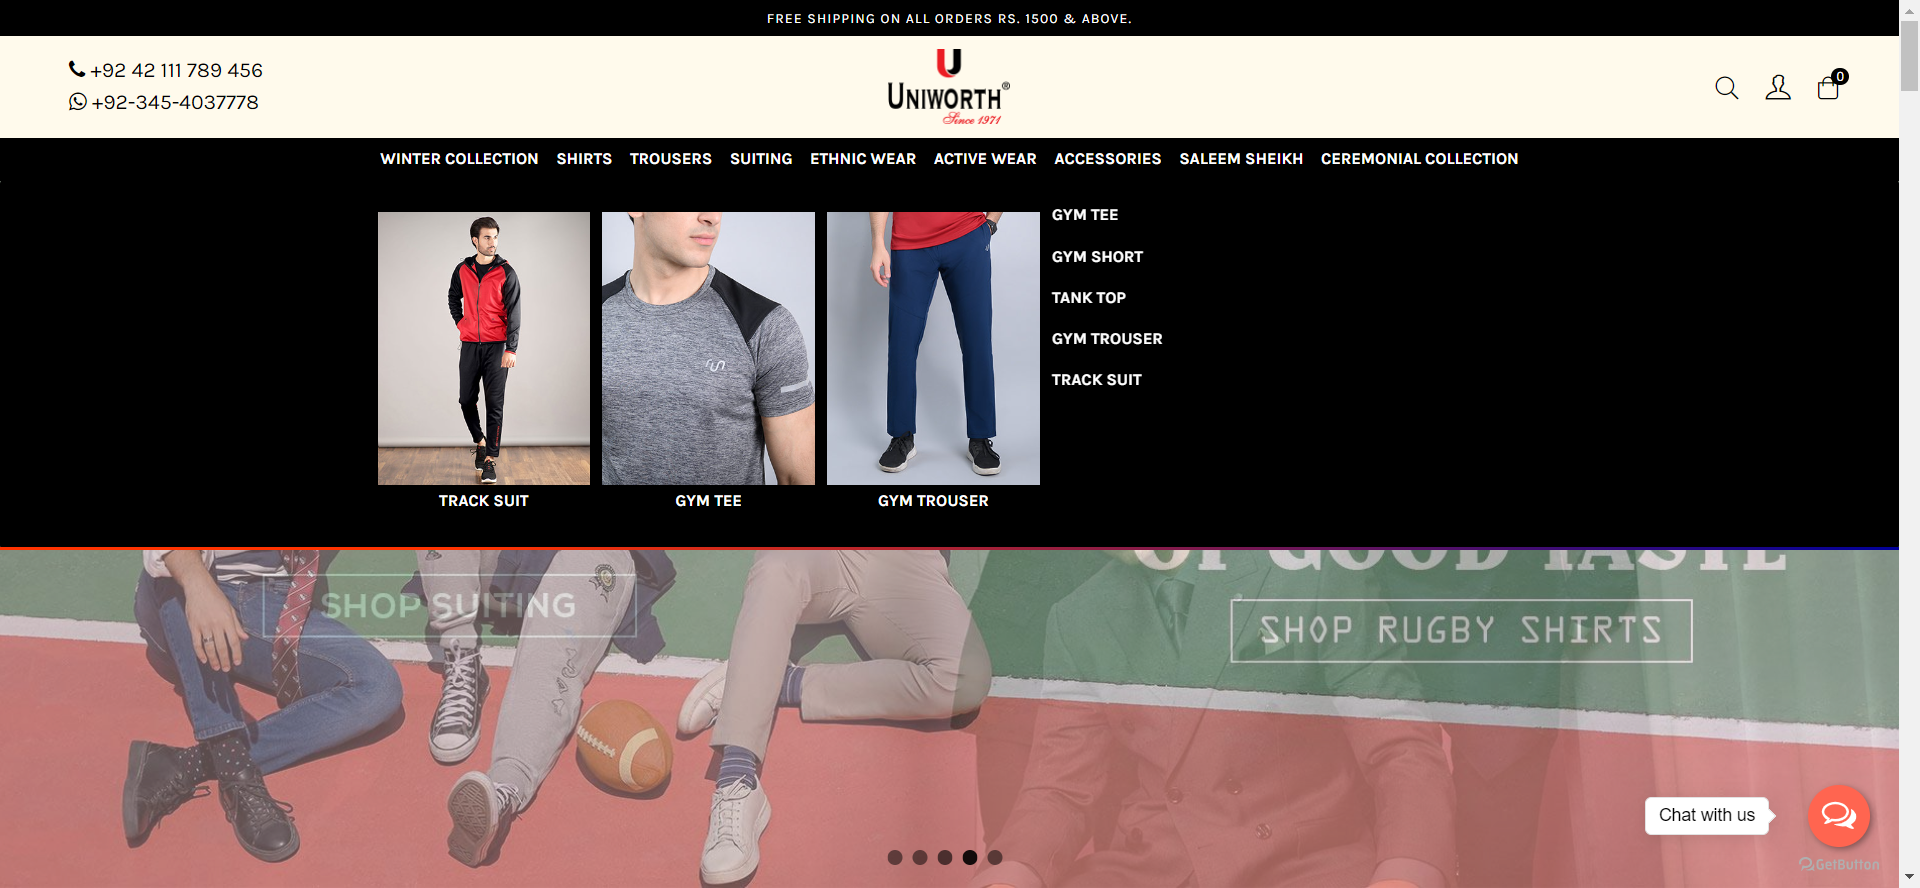 FREE SHIPPING ON ALL ORDERS RS. 1500 & ABOVE.
+92 42 111 789 456
+92-345-4037778
UNIWORTH®
Since 1971
0
WINTER COLLECTION SHIRTS TROUSERS SUITING ETHNIC WEAR ACTIVE WEAR ACCESSORIES SALEEM SHEIKH CEREMONIAL COLLECTION
GYM TEE
GYM SHORT
TANK TOP
GYM TROUSER
TRACK SUIT
TRACK SUIT GYM TEE GYM TROUSER
OF GOOD TASTE
SHOP SUITING
SHOP RUGBY SHIRTS
Chat with us
GetButton